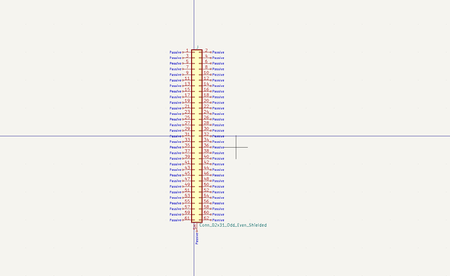 Passive 1 2 Passive
Passive 3 4 Passive
Passive 5 6 Passive
Passive 7 8 Passive
Passive 9 10 Passive
Passive 11 12 Passive
Passive 13 14 Passive
Passive 15 16 Passive
Passive 17 18 Passive
Passive 19 20 Passive
Passive 21 22 Passive
Passive 23 24 Passive
Passive 25 26 Passive
Passive 27 28 Passive
Passive 29 30 Passive
Passive 31 32 Passive
Passive 33 34 Passive
Passive 35 36 Passive
Passive 37 38 Passive
Passive 39 40 Passive
Passive 41 42 Passive
Passive 43 44 Passive
Passive 45 46 Passive
Passive 47 48 Passive
Passive 49 50 Passive
Passive 51 52 Passive
Passive 53 54 Passive
Passive 55 56 Passive
Passive 57 58 Passive
Passive 59 60 Passive
Passive 61 62 Passive
Conn_02x31_Odd_Even_Shielded
Passive